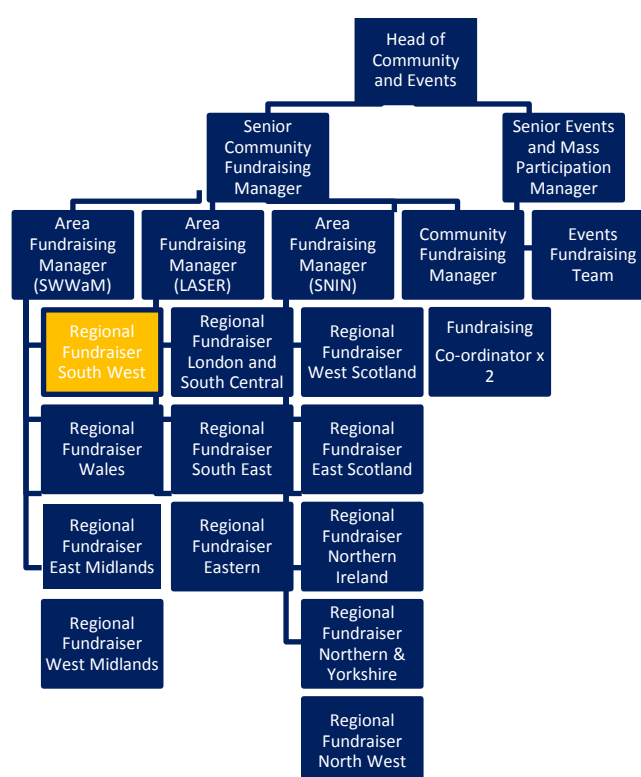 Head of
Community
and Events
Senior
Community
Fundraising
Manager
Senior Events
and Mass
Participation
Manager
Area
Fundraising
Manager
(SWWaM)
Area
Fundraising
Manager
(LASER)
Area
Fundraising
Manager
(SNIN)
Community
Fundraising
Manager
Events
Fundraising
Team
Regional
Fundraiser
South West
Regional
Fundraiser
London and
South Central
Regional
Fundraiser
West Scotland
Fundraising
Co-ordinator x
2
Regional
Fundraiser
Wales
Regional
Fundraiser
South East
Regional
Fundraiser
East Scotland
Regional
Fundraiser
East Midlands
Regional
Fundraiser
Eastern
Regional
Fundraiser
Northern
Ireland
Regional
Fundraiser
West Midlands
Regional
Fundraiser
Northern &
Yorkshire
Regional
Fundraiser
North West